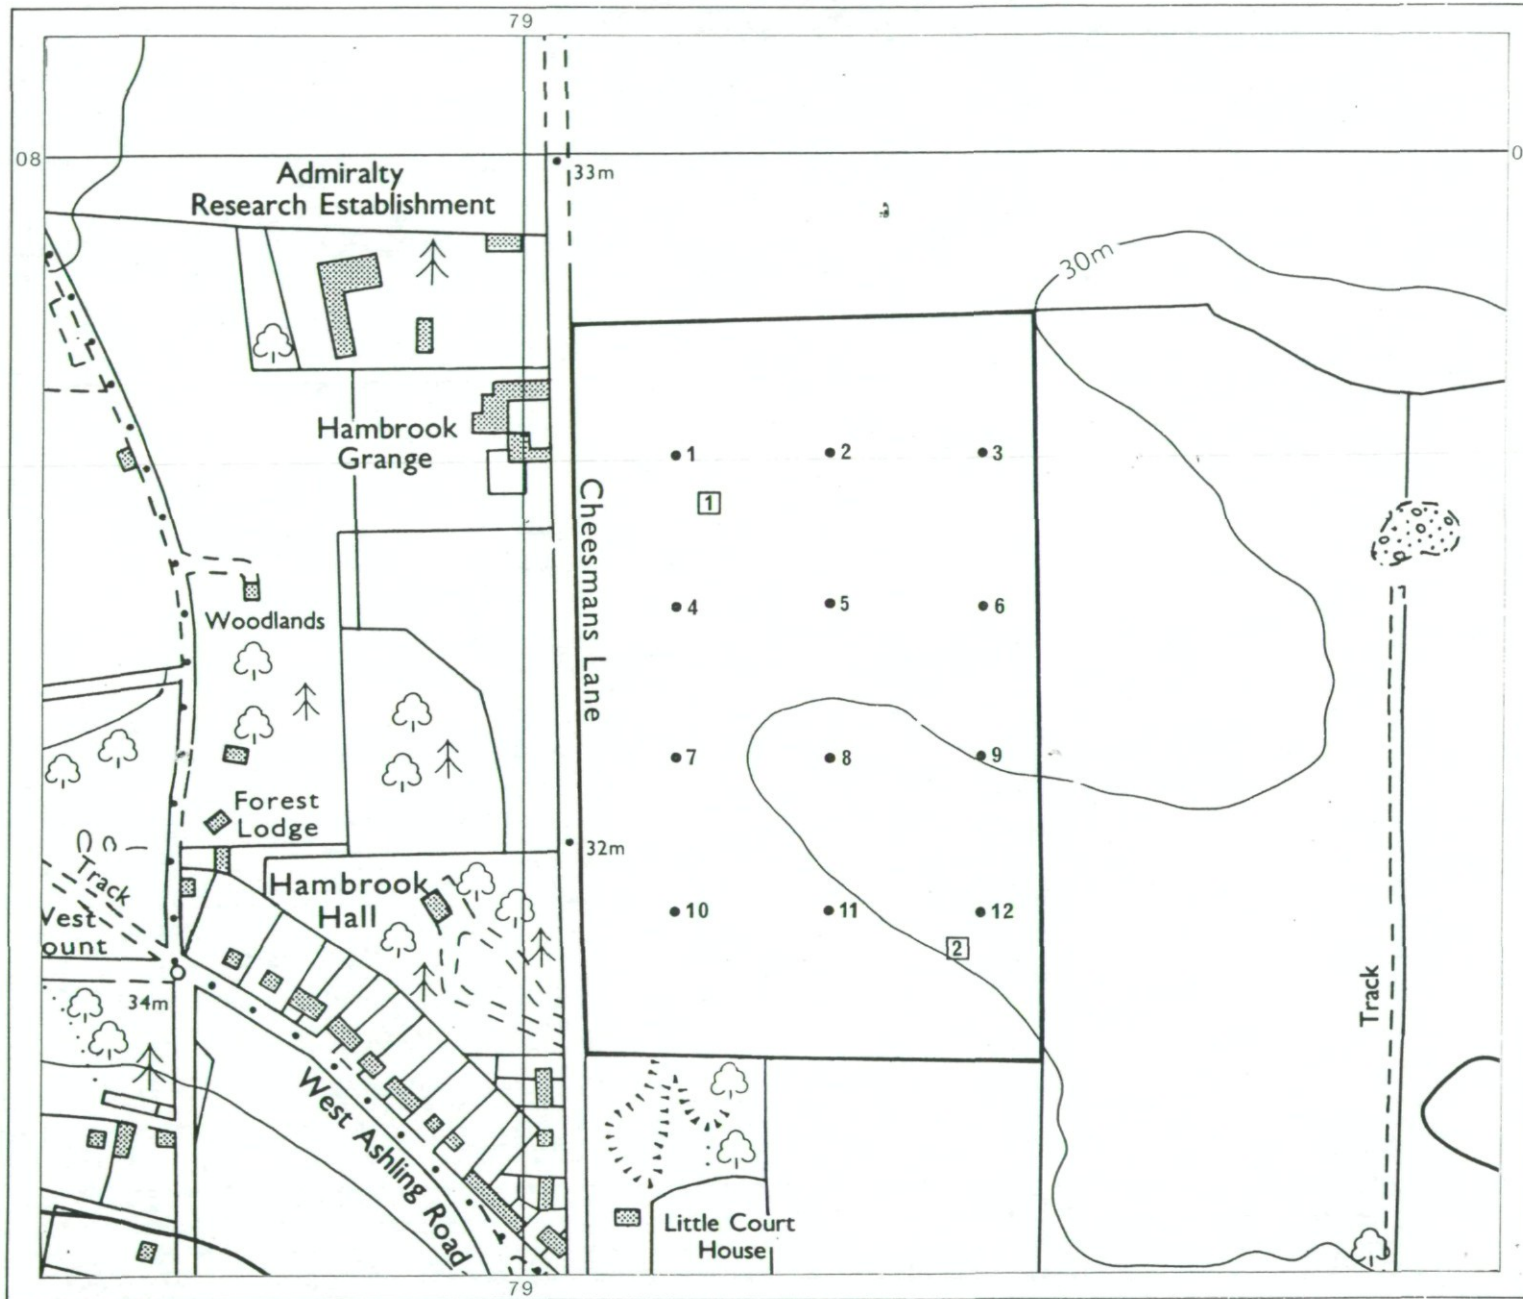 79
08
0
33m
Admiralty
Research Establishment
30m
Hambrook
Grange
1
2
3
1
Cheesmans Lane
4
5
6
Woodlands
7
8
9
Forest
Lodge
32m
Track
Hambrook
Hall
10
11
12
2
Vest
ount
34m
Track
West Ashling Road
Little Court
House
79